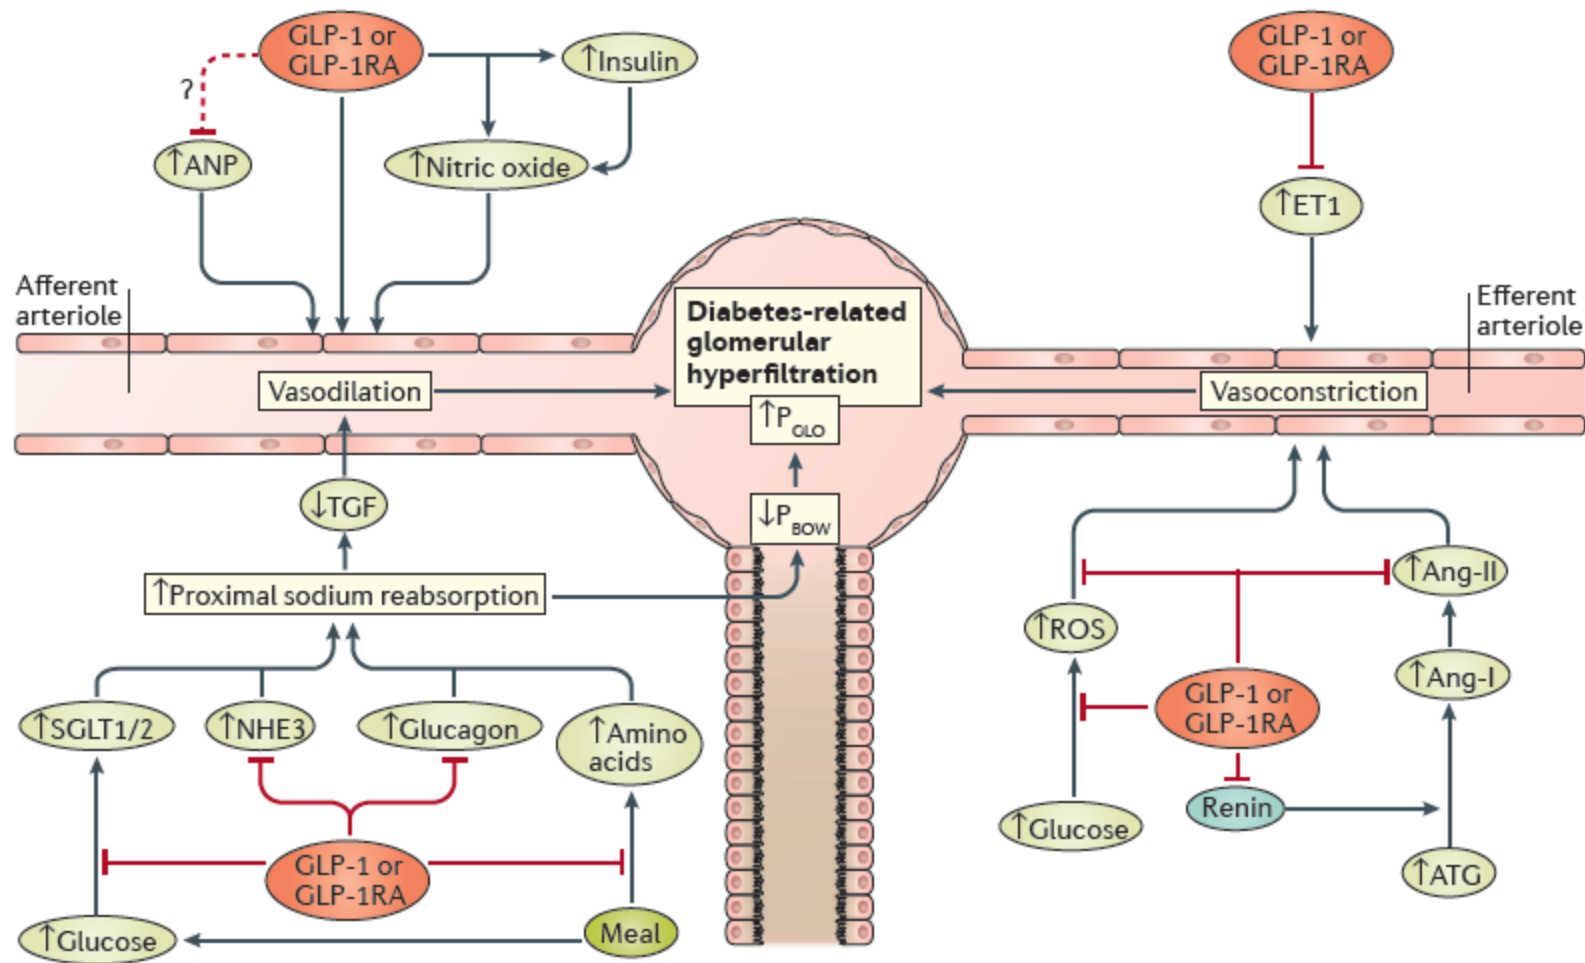 GLP-1 or
GLP-1RA
↑Insulin
?
↑ANP
↑Nitric oxide
GLP-1 or
GLP-1RA
↑ET1
Afferent
arteriole
Efferent
arteriole
Diabetes-related
glomerular
hyperfiltration
Vasodilation
Vasoconstriction
↑PGLO
↓PBOW
↓TGF
↑Proximal sodium reabsorption
↑SGLT1/2
↑NHE3
↑Glucagon
↑Amino
acids
GLP-1 or
GLP-1RA
↑Glucose
Meal
↑Ang-II
↑ROS
↑Ang-I
GLP-1 or
GLP-1RA
Renin
↑Glucose
↑ATG